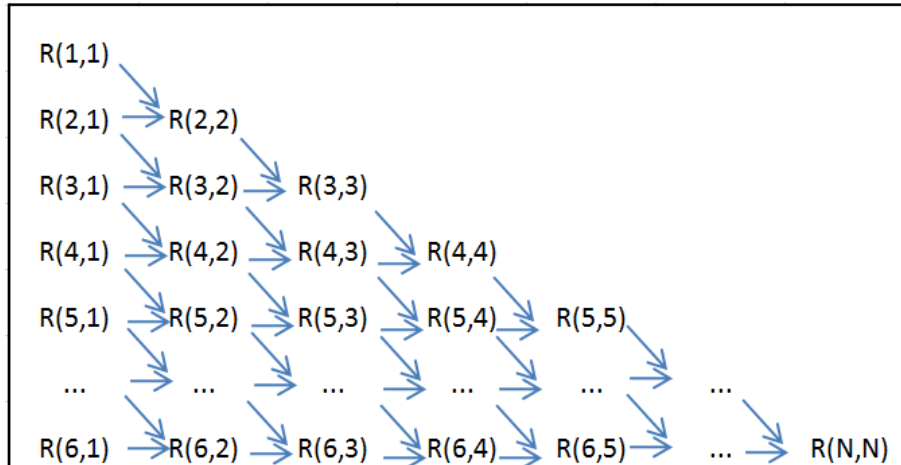 R(1,1)
R(2,1) R(2,2)
R(3,1) R(3,2) R(3,3)
R(4,1) R(4,2) R(4,3) R(4,4)
R(5,1) R(5,2) R(5,3) R(5,4) R(5,5)
... ... ... ... ... ...
R(6,1) R(6,2) R(6,3) R(6,4) R(6,5) ... R(N,N)